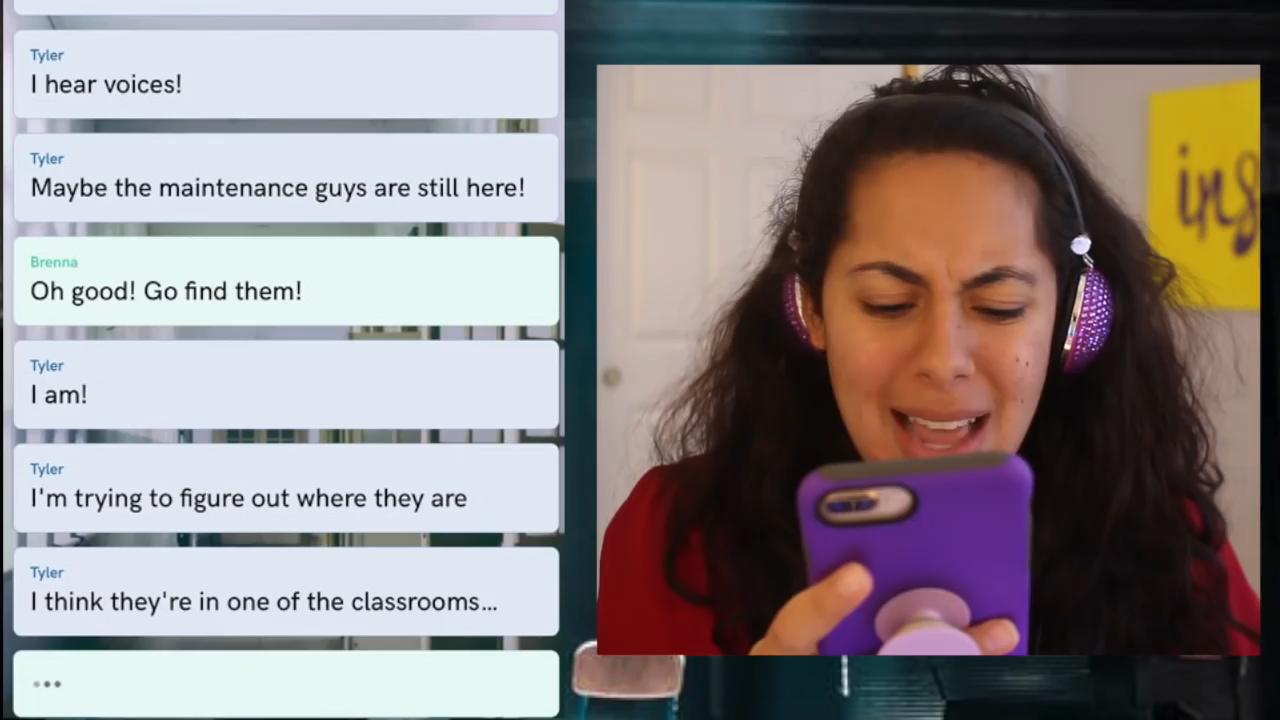 Tyler
I hear voices!
Tyler
Maybe the maintenance guys are still here!
Brenna
Oh good! Go find them!
Tyler
I am!
Tyler
I'm trying to figure out where they are
Tyler
I think they're in one of the classrooms...
ins